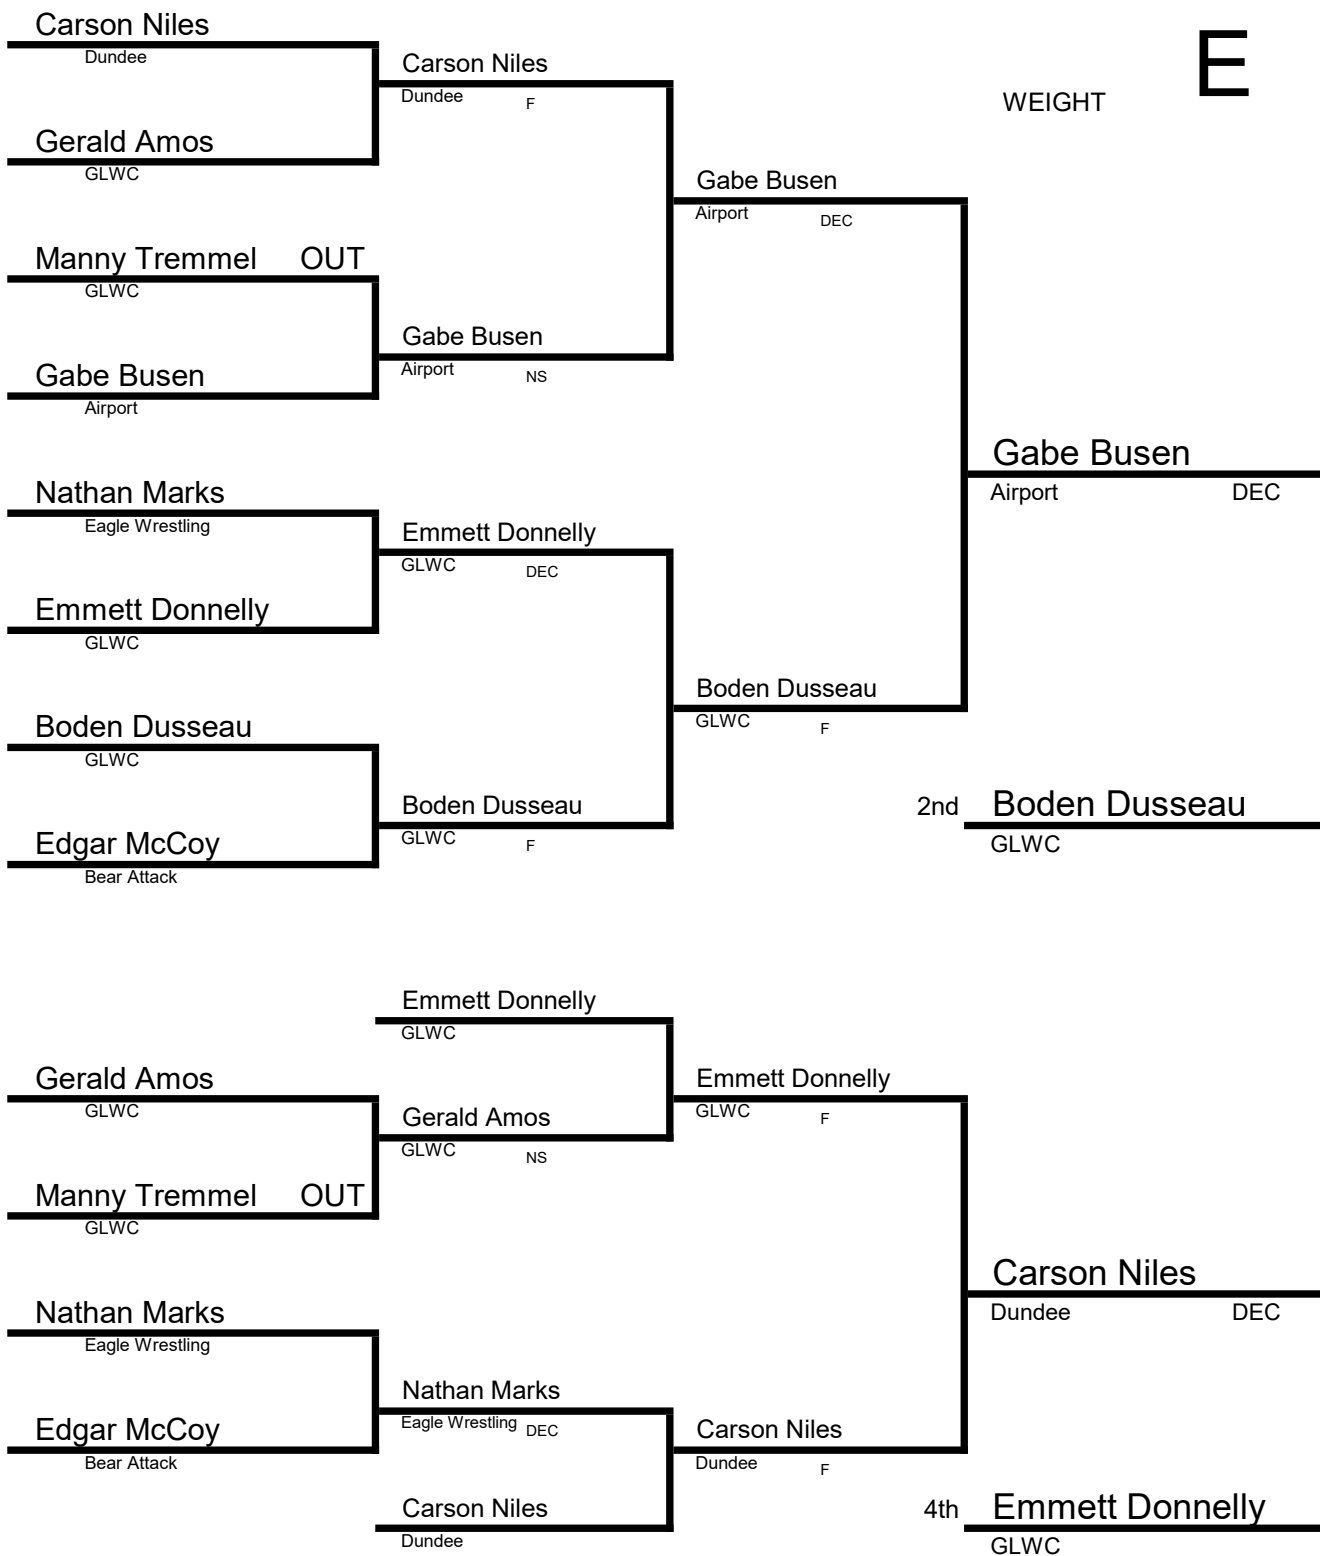 Carson Niles
Dundee
Carson Niles
Dundee F
E
WEIGHT
Gerald Amos
GLWC
Gabe Busen
Airport DEC
Manny Tremmel OUT
GLWC
Gabe Busen
Airport NS
Gabe Busen
Airport
Gabe Busen
Airport DEC
Nathan Marks
Eagle Wrestling
Emmett Donnelly
GLWC DEC
Emmett Donnelly
GLWC
Boden Dusseau
GLWC F
Boden Dusseau
GLWC
Boden Dusseau
GLWC F
2nd Boden Dusseau
GLWC
Edgar McCoy
Bear Attack
Emmett Donnelly
GLWC
Gerald Amos
GLWC
Emmett Donnelly
GLWC F
Gerald Amos
GLWC NS
Manny Tremmel OUT
GLWC
Carson Niles
Dundee DEC
Nathan Marks
Eagle Wrestling
Nathan Marks
Eagle Wrestling DEC
Edgar McCoy
Bear Attack
Carson Niles
Dundee F
Carson Niles
Dundee
4th Emmett Donnelly
GLWC